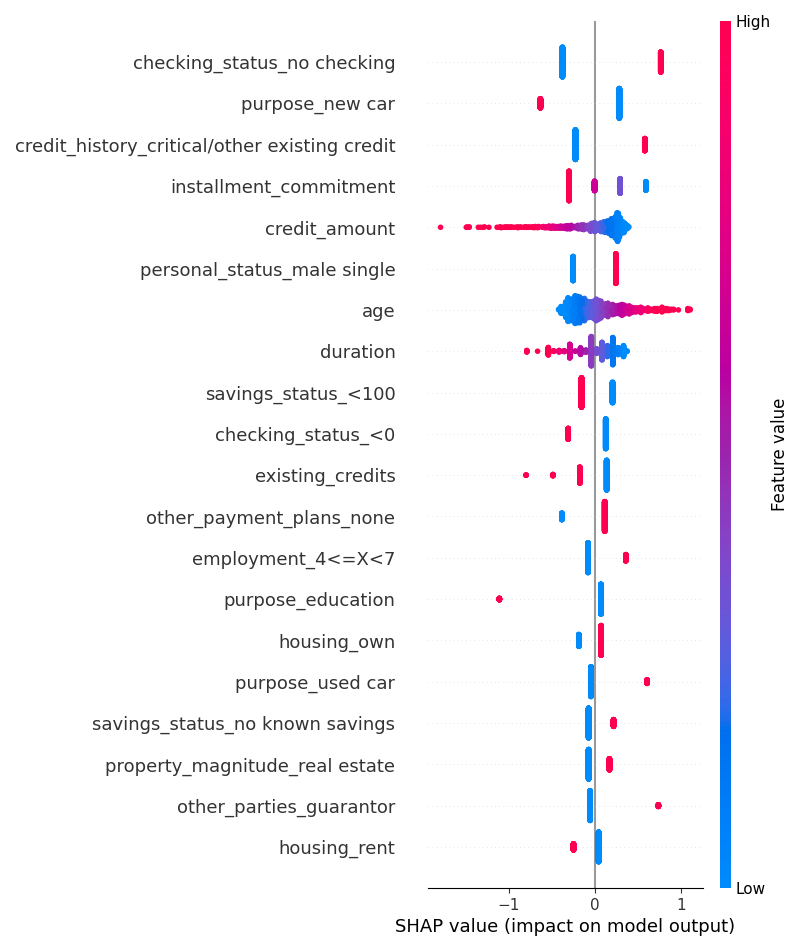 High
checking_status_no checking
purpose_new car
credit_history_critical/other existing credit
installment_commitment
credit_amount
personal_status_male single
age
duration
savings_status_<100
checking_status_<0
existing_credits
other_payment_plans_none
employment_4<=X<7
purpose_education
housing_own
purpose_used car
savings_status_no known savings
property_magnitude_real estate
other_parties_guarantor
housing_rent
Feature value
Low
−1 0 1
SHAP value (impact on model output)